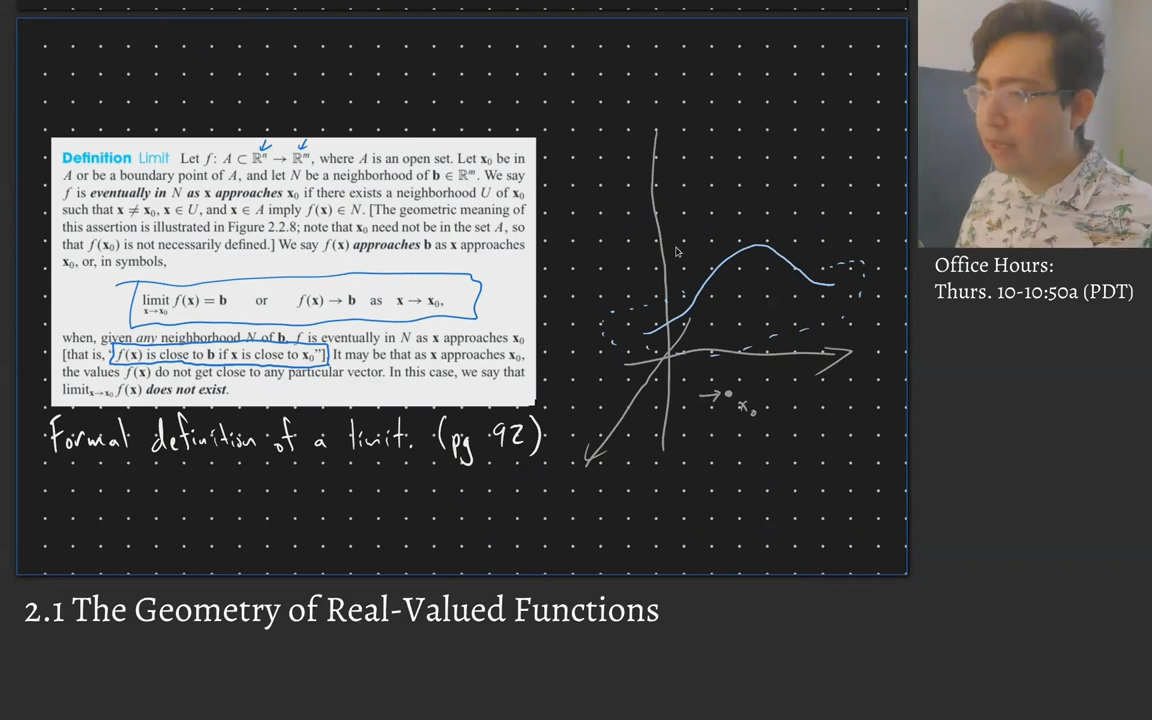 Definition Limit Let f: A ⊂ ℝⁿ → ℝᵐ, where A is an open set. Let x₀ be in
A or be a boundary point of A, and let N be a neighborhood of b ∈ ℝᵐ. We say
f is eventually in N as x approaches x₀ if there exists a neighborhood U of x₀
such that x ≠ x₀, x ∈ U, and x ∈ A imply f(x) ∈ N. [The geometric meaning of
this assertion is illustrated in Figure 2.2.8; note that x₀ need not be in the set A, so
that f(x₀) is not necessarily defined.] We say f(x) approaches b as x approaches
x₀, or, in symbols,
limit x→x₀ f(x) = b or f(x) → b as x → x₀,
when, given any neighborhood N of b, f is eventually in N as x approaches x₀
[that is, "f(x) is close to b if x is close to x₀"]. It may be that as x approaches x₀,
the values f(x) do not get close to any particular vector. In this case, we say that
limit x→x₀ f(x) does not exist.
Formal definition of a limit. (pg 92)
→ x₀
Office Hours:
Thurs. 10-10:50a (PDT)
2.1 The Geometry of Real-Valued Functions